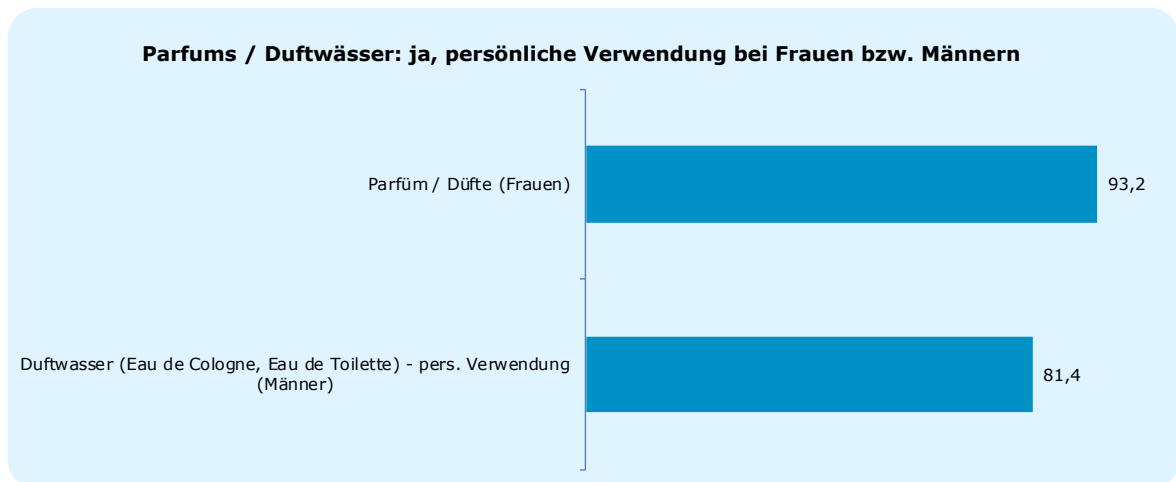 Parfums / Duftwässer: ja, persönliche Verwendung bei Frauen bzw. Männern
Parfüm / Düfte (Frauen)
93,2
Duftwasser (Eau de Cologne, Eau de Toilette) - pers. Verwendung
(Männer)
81,4